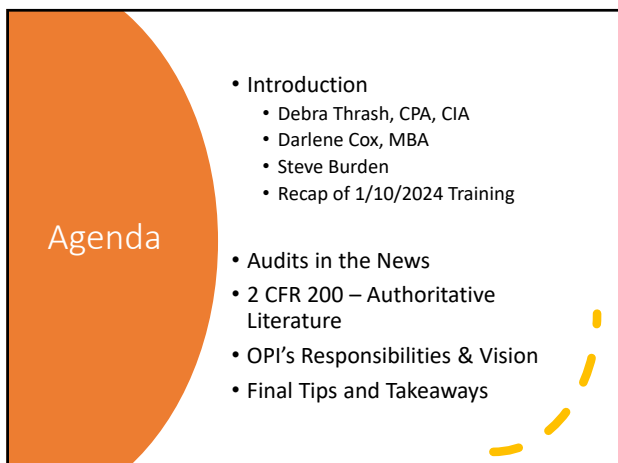 Agenda
• Introduction
• Debra Thrash, CPA, CIA
• Darlene Cox, MBA
• Steve Burden
• Recap of 1/10/2024 Training
• Audits in the News
• 2 CFR 200 – Authoritative
Literature
• OPI's Responsibilities & Vision
• Final Tips and Takeaways